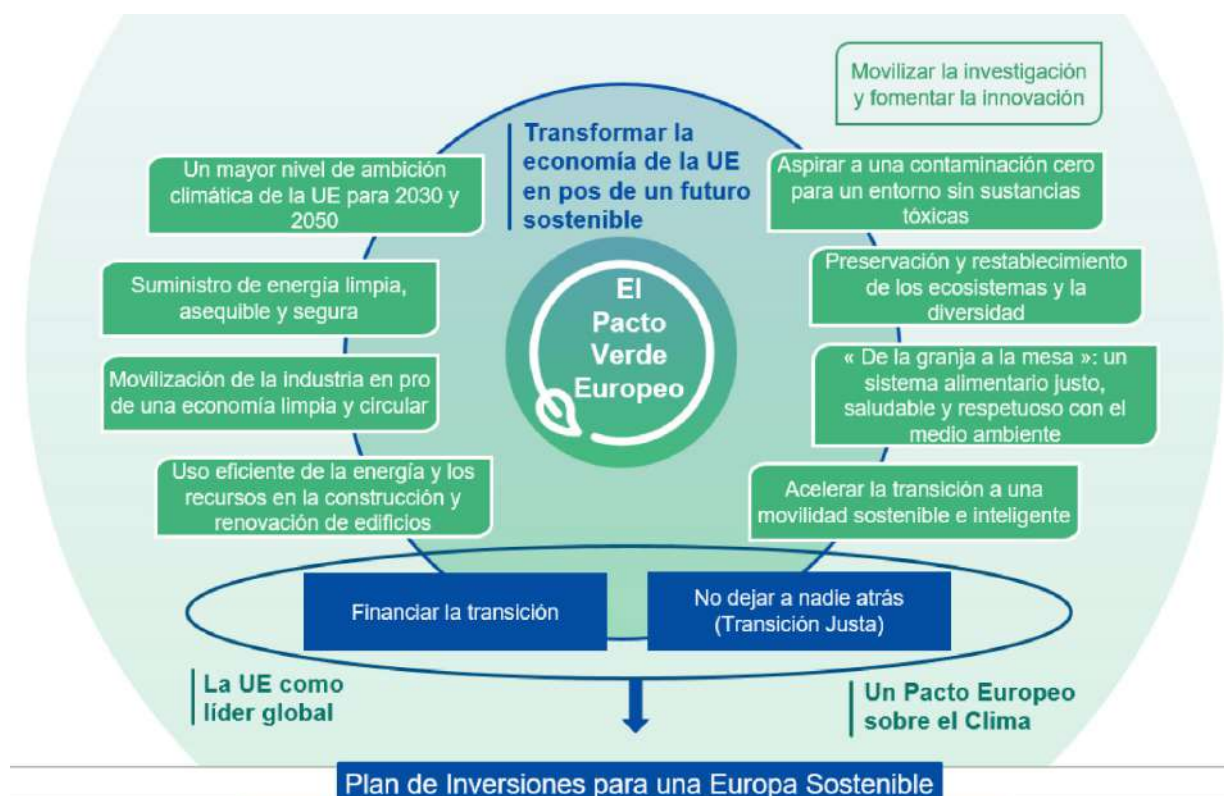 Movilizar la investigación
y fomentar la innovación
Transformar la
economía de la UE
en pos de un futuro
sostenible
Un mayor nivel de ambición
climática de la UE para 2030 y
2050
Suministro de energía limpia,
asequible y segura
Movilización de la industria en pro
de una economía limpia y circular
Uso eficiente de la energía y los
recursos en la construcción y
renovación de edificios
El
Pacto
Verde
Europeo
Aspirar a una contaminación cero
para un entorno sin sustancias
tóxicas
Preservación y restablecimiento
de los ecosistemas y la
diversidad
« De la granja a la mesa »: un
sistema alimentario justo,
saludable y respetuoso con el
medio ambiente
Acelerar la transición a una
movilidad sostenible e inteligente
Financiar la transición
No dejar a nadie atrás
(Transición Justa)
La UE como
líder global
Un Pacto Europeo
sobre el Clima
Plan de Inversiones para una Europa Sostenible